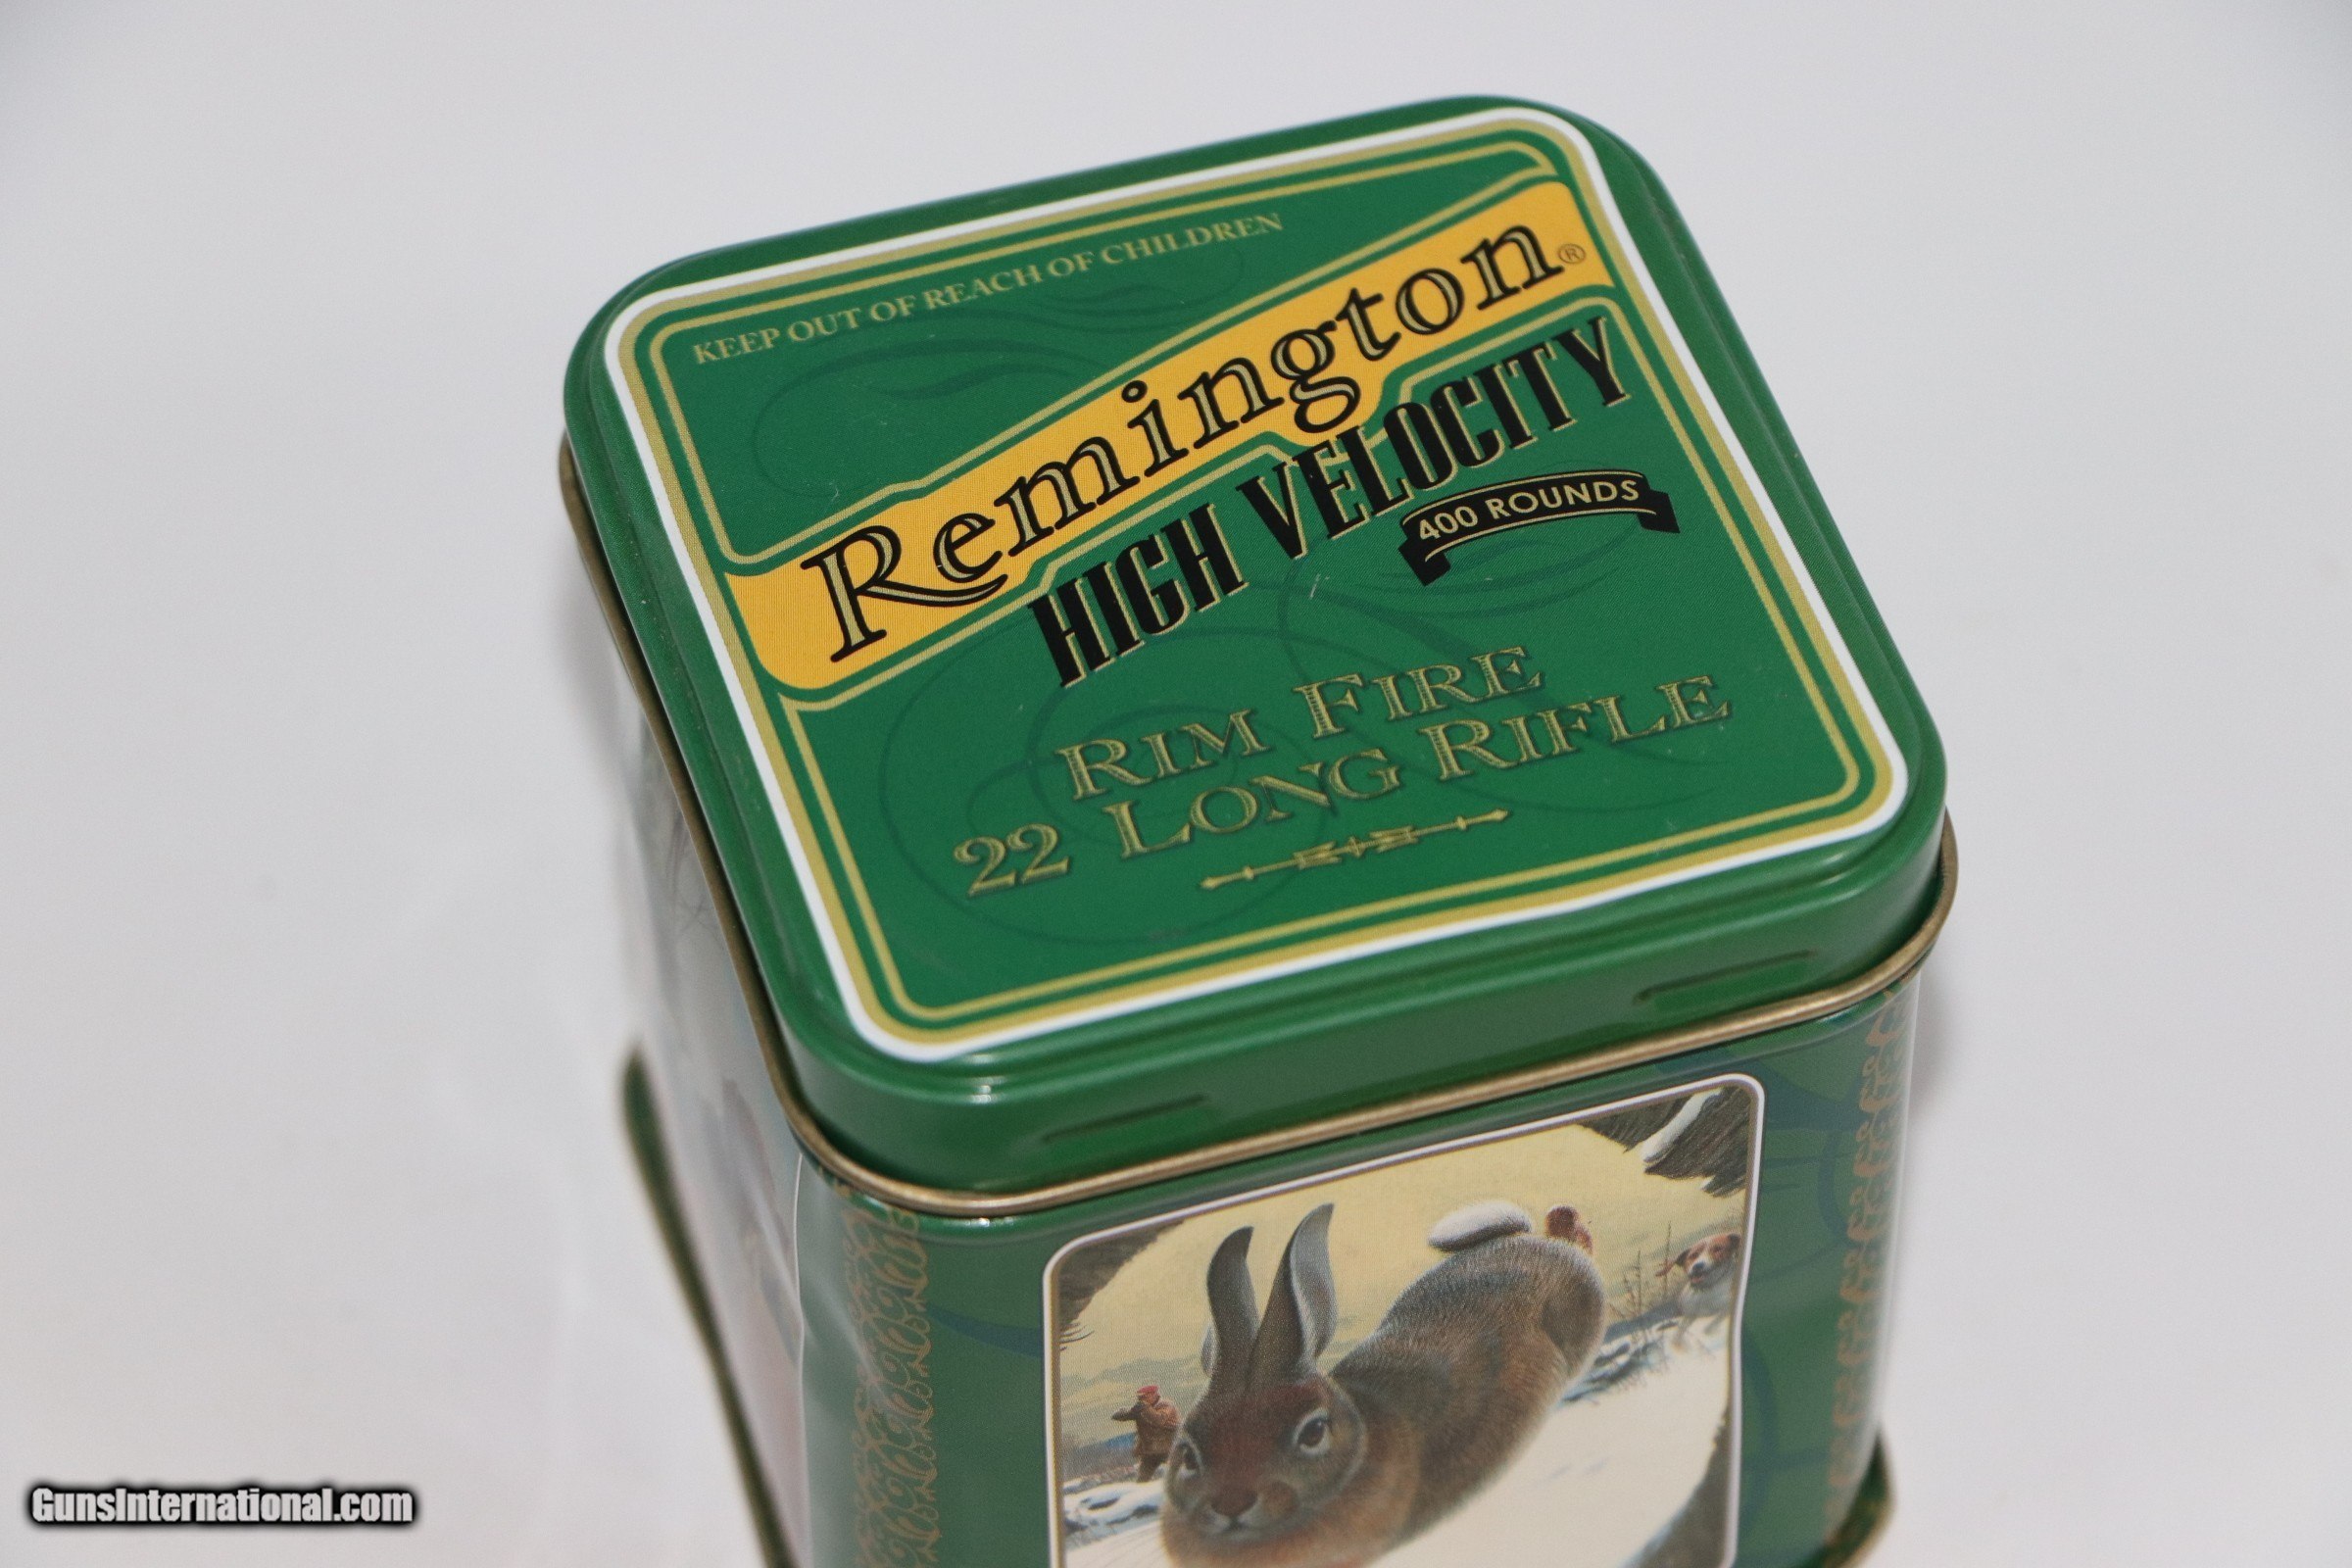 KEEP OUT OF REACH OF CHILDREN
Remington®
HIGH VELOCITY
400 ROUNDS
RIM FIRE
22 LONG RIFLE
GunsInternational.com